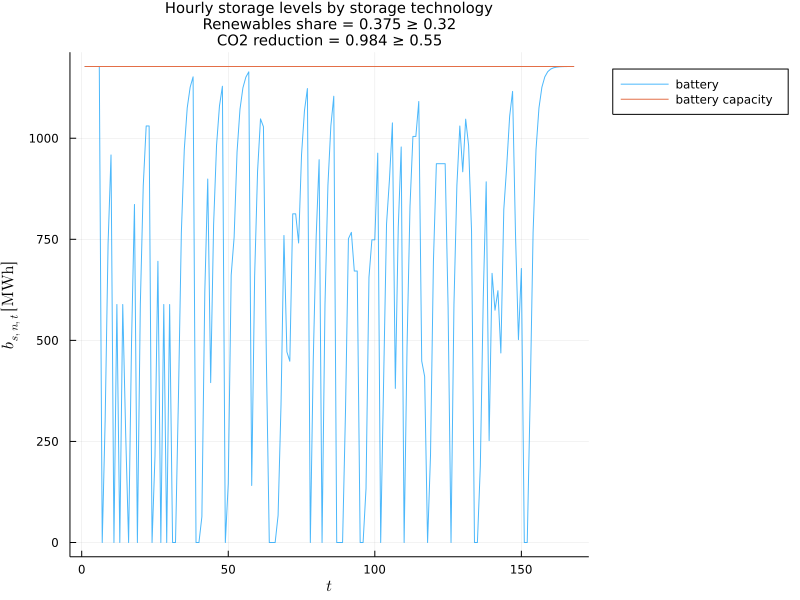 Hourly storage levels by storage technology
Renewables share = 0.375 ≥ 0.32
CO2 reduction = 0.984 ≥ 0.55
battery
battery capacity
1000
750
500
250
0
b_{s, n, t} [MWh]
0 50 100 150
t